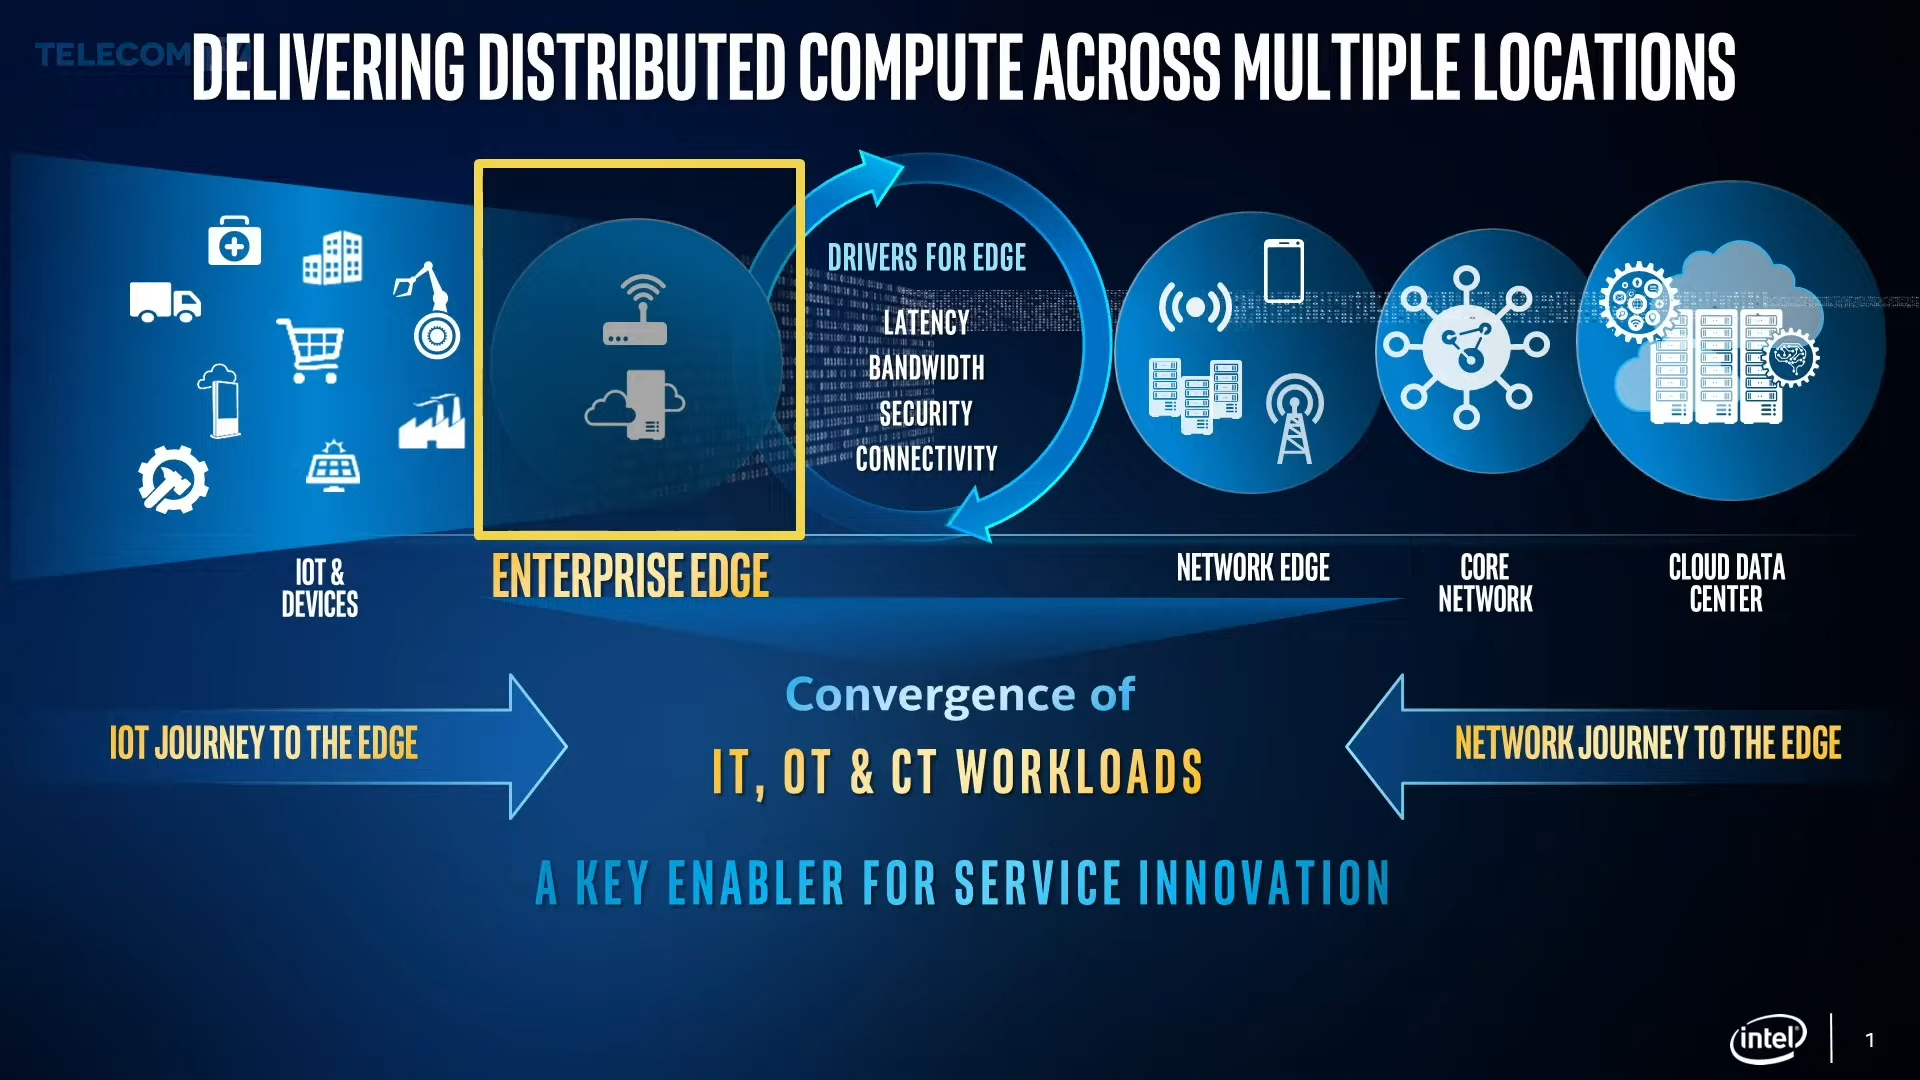 TELECOMTV
DELIVERING DISTRIBUTED COMPUTE ACROSS MULTIPLE LOCATIONS
DRIVERS FOR EDGE
LATENCY
BANDWIDTH
SECURITY
CONNECTIVITY
IOT &
DEVICES
ENTERPRISE EDGE
NETWORK EDGE
CORE
NETWORK
CLOUD DATA
CENTER
IOT JOURNEY TO THE EDGE
Convergence of
IT, OT & CT WORKLOADS
NETWORK JOURNEY TO THE EDGE
A KEY ENABLER FOR SERVICE INNOVATION
intel
1